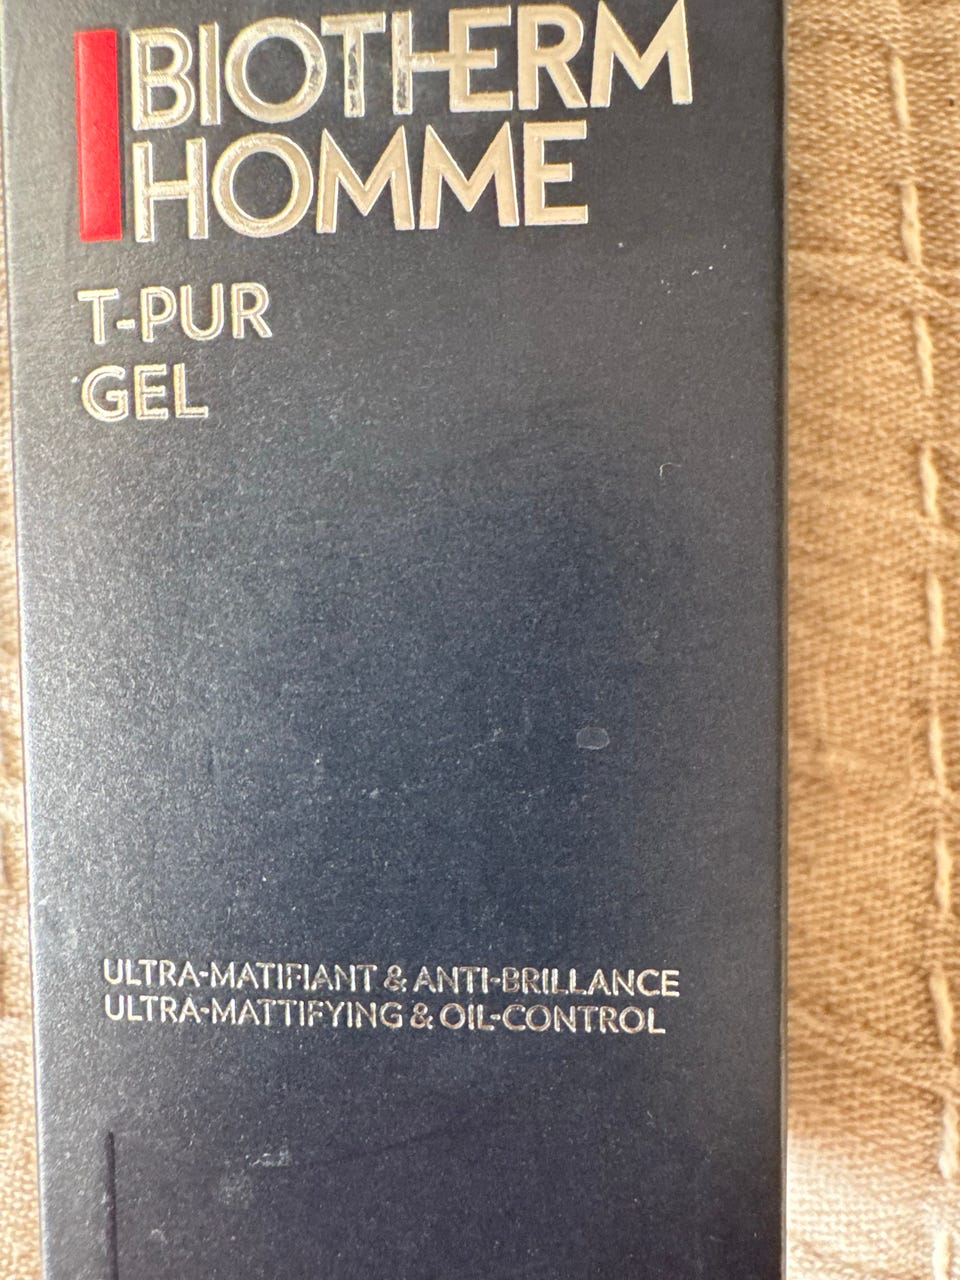 BIOTHERM
HOMME
T-PUR
GEL
ULTRA-MATIFIANT & ANTI-BRILLANCE
ULTRA-MATTIFYING & OIL-CONTROL